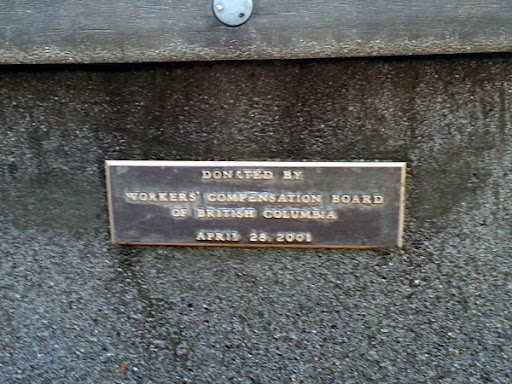 DONATED BY
WORKERS' COMPENSATION BOARD
OF BRITISH COLUMBIA
APRIL 28, 2001